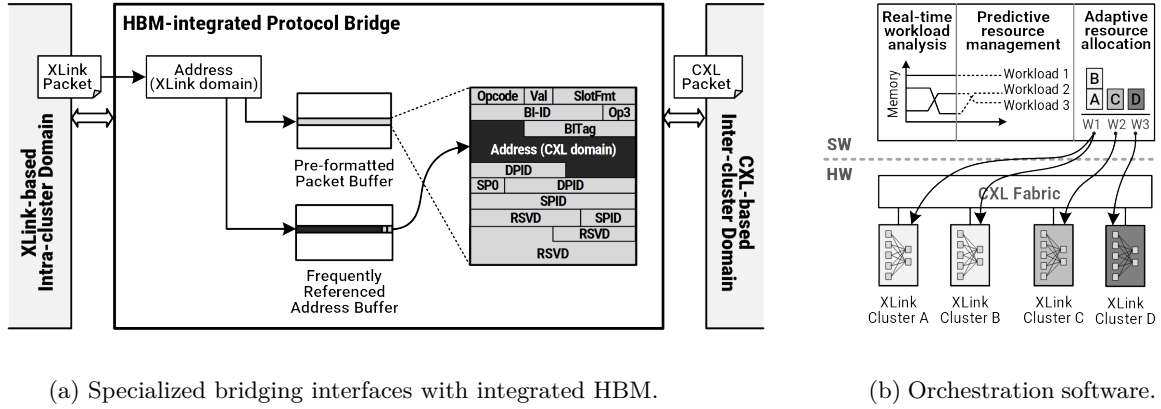 HBM-integrated Protocol Bridge
XLink-based
Intra-cluster Domain
XLink
Packet
Address
(XLink domain)
Pre-formatted
Packet Buffer
Frequently
Referenced
Address Buffer
Opcode Val SlotFmt
BI-ID Op3
BITag
Address (CXL domain)
DPID
SP0 DPID
SPID
RSVD SPID
RSVD
RSVD
CXL
Packet
CXL-based
Inter-cluster Domain
(a) Specialized bridging interfaces with integrated HBM.
Real-time
workload
analysis
Predictive
resource
management
Adaptive
resource
allocation
Memory
Workload 1
Workload 2
Workload 3
B
A C D
W1 W2 W3
SW
HW
CXL Fabric
XLink
Cluster A
XLink
Cluster B
XLink
Cluster C
XLink
Cluster D
(b) Orchestration software.